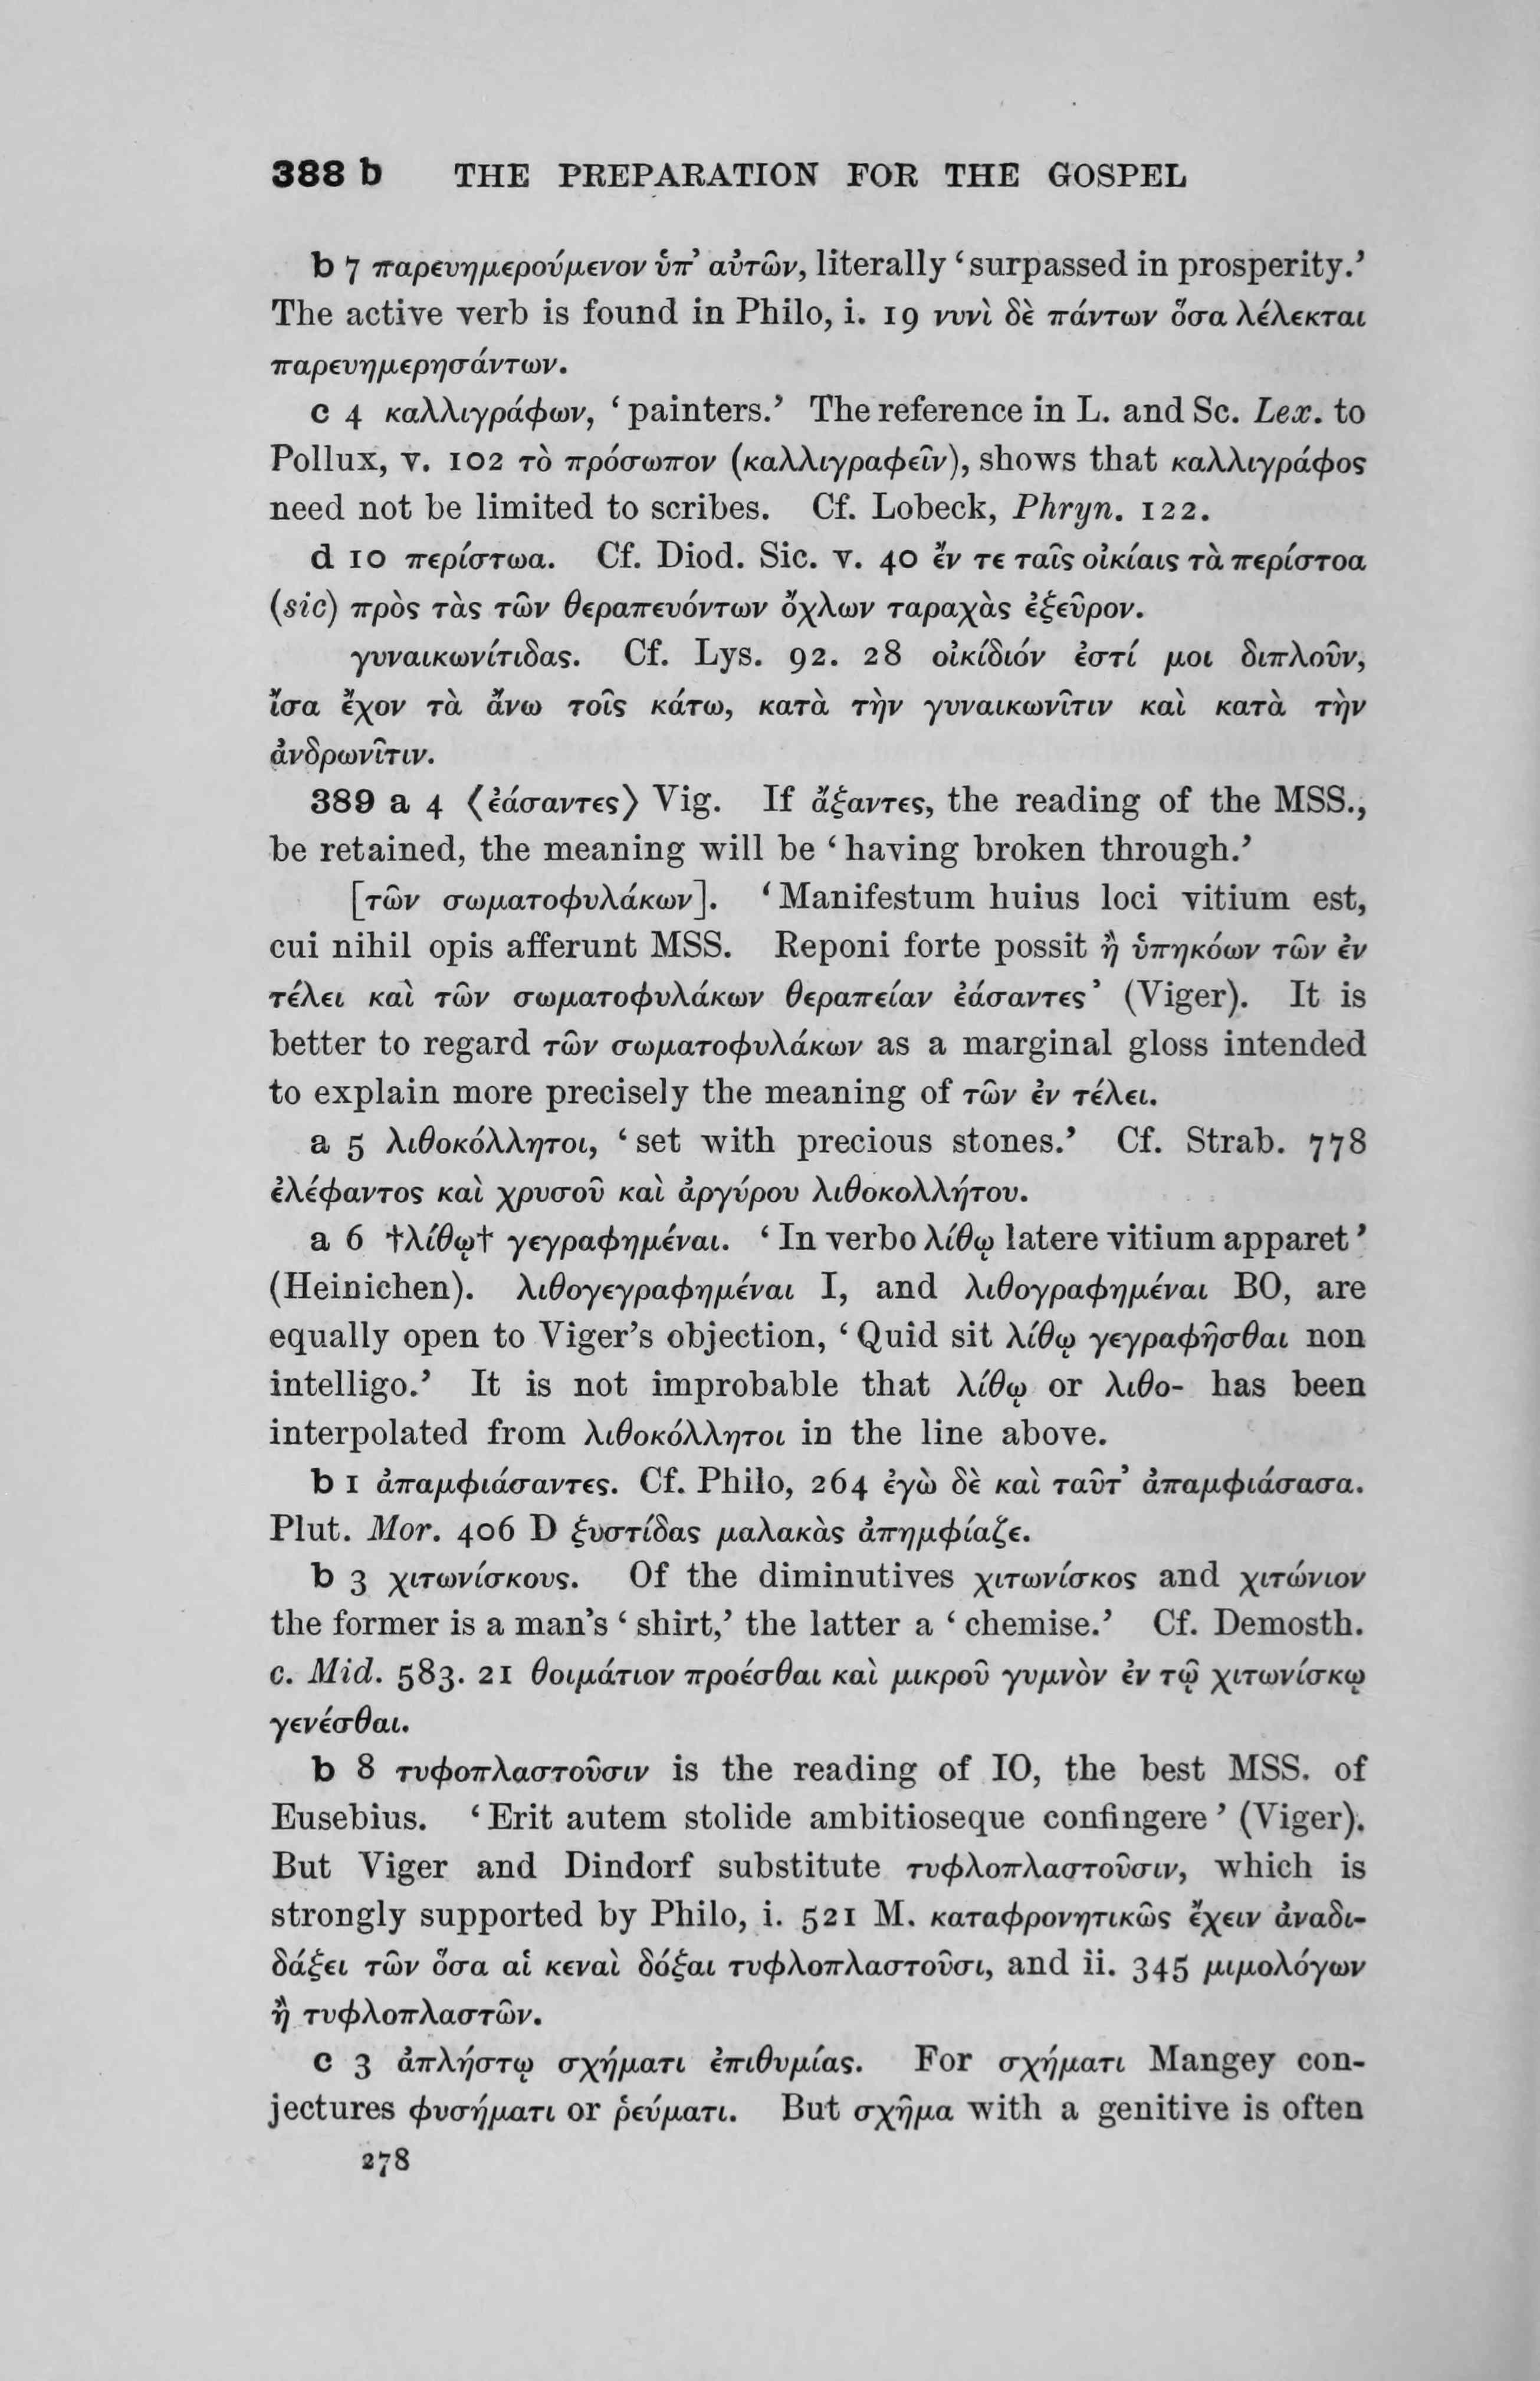 388 b THE PREPARATION FOR THE GOSPEL
b 7 παρευημερούμενον ὑπ’ αὐτῶν, literally ‘surpassed in prosperity.’
The active verb is found in Philo, i. 19 νυνὶ δὲ πάντων ὅσα λέλεκται
παρευημερησάντων.
c 4 καλλιγράφων, ‘painters.’ The reference in L. and Sc. Lex. to
Pollux, v. 102 τὸ πρόσωπον (καλλιγραφεῖν), shows that καλλιγράφος
need not be limited to scribes. Cf. Lobeck, Phryn. 122.
d 10 περίστωα. Cf. Diod. Sic. v. 40 ἔν τε ταῖς οἰκίαις τὰ περίστοα
(sic) πρὸς τὰς τῶν θεραπευόντων ὄχλων ταραχὰς ἐξεῦρον.
γυναικωνίτιδας. Cf. Lys. 92. 28 οἰκίδιόν ἐστί μοι διπλοῦν,
ἴσα ἔχον τὰ ἄνω τοῖς κάτω, κατὰ τὴν γυναικωνῖτιν καὶ κατὰ τὴν
ἀνδρωνῖτιν.
389 a 4 ⟨ἐάσαντες⟩ Vig. If ἄξαντες, the reading of the MSS.,
be retained, the meaning will be ‘having broken through.’
[τῶν σωματοφυλάκων]. ‘Manifestum huius loci vitium est,
cui nihil opis afferunt MSS. Reponi forte possit ἢ ὑπηκόων τῶν ἐν
τέλει καὶ τῶν σωματοφυλάκων θεραπείαν ἐάσαντες’ (Viger). It is
better to regard τῶν σωματοφυλάκων as a marginal gloss intended
to explain more precisely the meaning of τῶν ἐν τέλει.
a 5 λιθοκόλλητοι, ‘set with precious stones.’ Cf. Strab. 778
ἐλέφαντος καὶ χρυσοῦ καὶ ἀργύρου λιθοκολλήτου.
a 6 †λίθῳ† γεγραφημέναι. ‘In verbo λίθῳ latere vitium apparet’
(Heinichen). λιθογεγραφημέναι I, and λιθογραφημέναι BO, are
equally open to Viger’s objection, ‘Quid sit λίθῳ γεγραφῆσθαι non
intelligo.’ It is not improbable that λίθῳ or λιθο- has been
interpolated from λιθοκόλλητοι in the line above.
b 1 ἀπαμφιάσαντες. Cf. Philo, 264 ἐγὼ δὲ καὶ ταῦτ’ ἀπαμφιάσασα.
Plut. Mor. 406 D ξυστίδας μαλακὰς ἀπημφίαζε.
b 3 χιτωνίσκους. Of the diminutives χιτωνίσκος and χιτώνιον
the former is a man’s ‘shirt,’ the latter a ‘chemise.’ Cf. Demosth.
c. Mid. 583. 21 θοιμάτιον προέσθαι καὶ μικροῦ γυμνὸν ἐν τῷ χιτωνίσκῳ
γενέσθαι.
b 8 τυφοπλαστοῦσιν is the reading of IO, the best MSS. of
Eusebius. ‘Erit autem stolide ambitioseque confingere’ (Viger).
But Viger and Dindorf substitute τυφλοπλαστοῦσιν, which is
strongly supported by Philo, i. 521 M. καταφρονητικῶς ἔχειν ἀναδι-
δάξει τῶν ὅσα αἱ κεναὶ δόξαι τυφλοπλαστοῦσι, and ii. 345 μιμολόγων
ἢ τυφλοπλαστῶν.
c 3 ἀπλήστῳ σχήματι ἐπιθυμίας. For σχήματι Mangey con-
jectures φυσήματι or ῥεύματι. But σχῆμα with a genitive is often
278